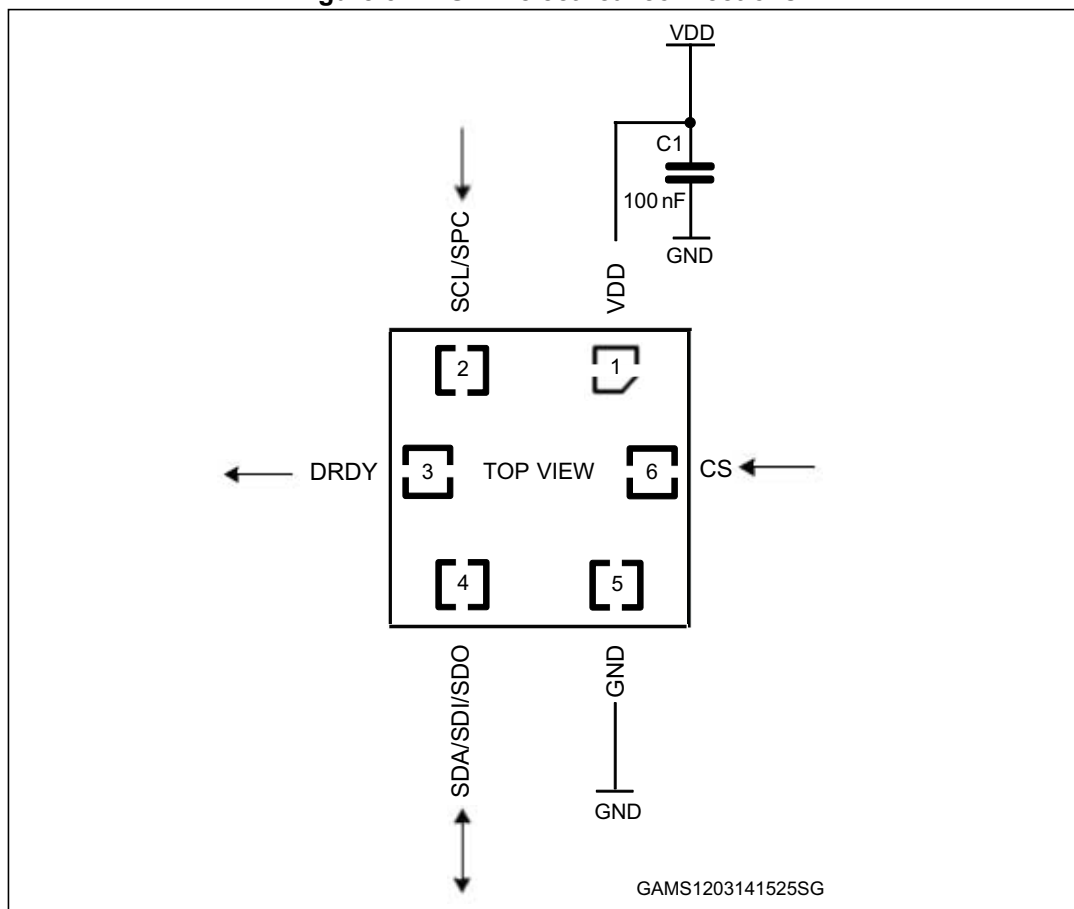 VDD
C1
100 nF
GND
SCL/SPC
VDD
2
1
DRDY
3
TOP VIEW
6
CS
4
5
SDA/SDI/SDO
GND
GND
GAMS1203141525SG